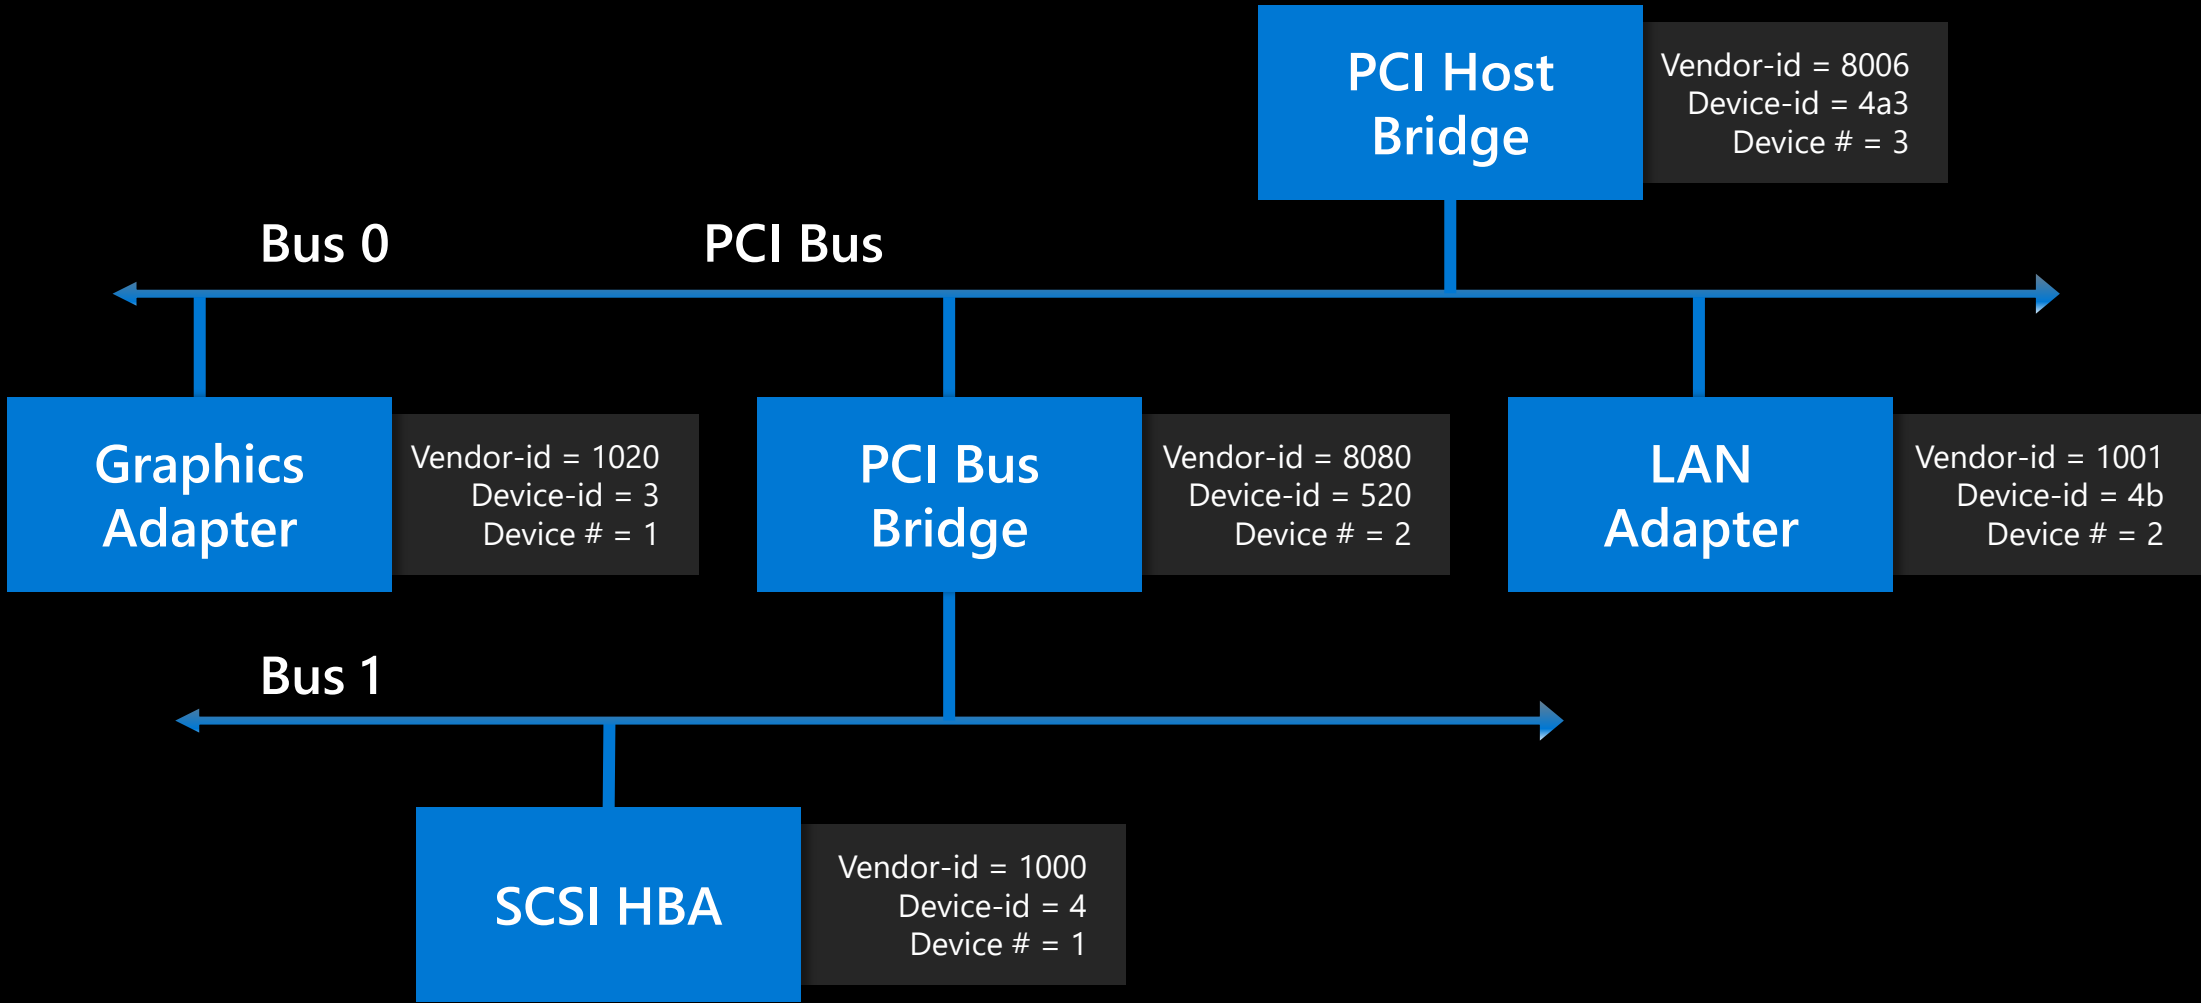 PCI Host
Bridge
Vendor-id = 8006
Device-id = 4a3
Device # = 3
Bus 0
PCI Bus
Graphics
Adapter
Vendor-id = 1020
Device-id = 3
Device # = 1
PCI Bus
Bridge
Vendor-id = 8080
Device-id = 520
Device # = 2
LAN
Adapter
Vendor-id = 1001
Device-id = 4b
Device # = 2
Bus 1
SCSI HBA
Vendor-id = 1000
Device-id = 4
Device # = 1